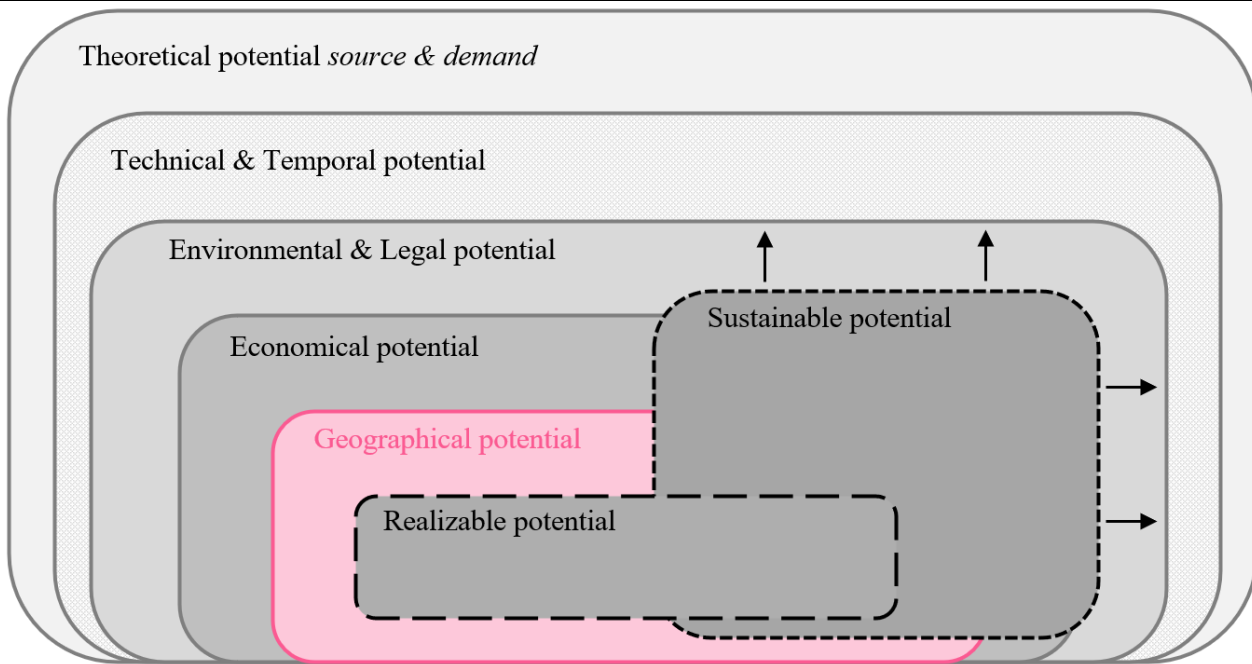 Theoretical potential source & demand
Technical & Temporal potential
Environmental & Legal potential
Sustainable potential
Economical potential
Geographical potential
Realizable potential